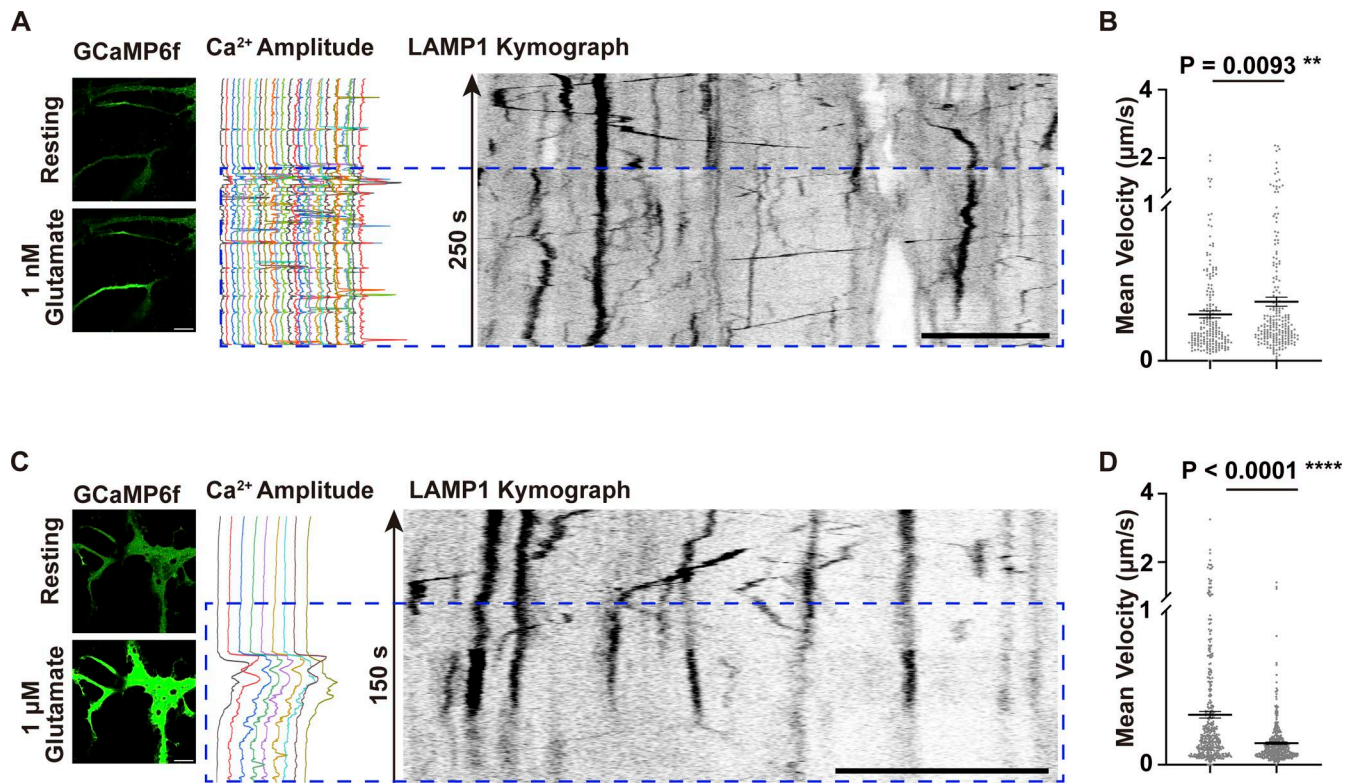 A
GCaMP6f
Ca²⁺ Amplitude
LAMP1 Kymograph
Resting
1 nM
Glutamate
250 s
B
P = 0.0093 **
Mean Velocity (µm/s)
4
2
1
0
C
GCaMP6f
Ca²⁺ Amplitude
LAMP1 Kymograph
Resting
1 µM
Glutamate
150 s
D
P < 0.0001 ****
Mean Velocity (µm/s)
4
2
1
0